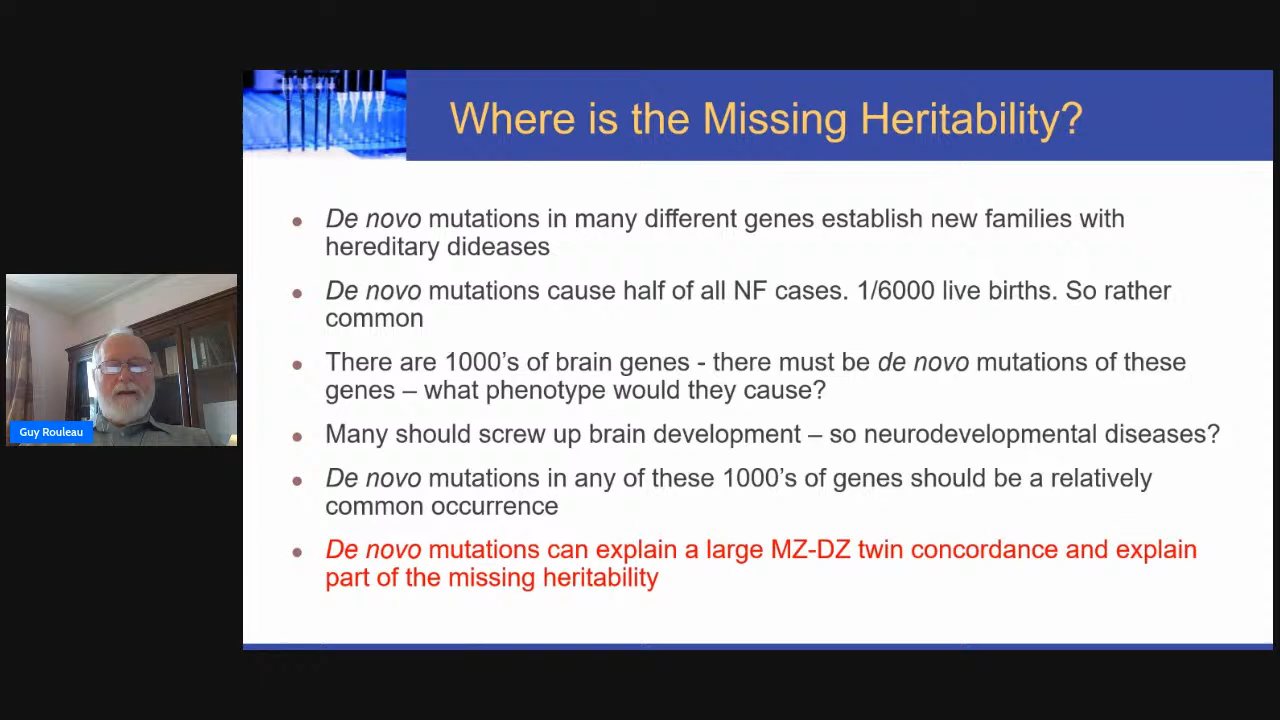 Where is the Missing Heritability?
De novo mutations in many different genes establish new families with
hereditary dideases
De novo mutations cause half of all NF cases. 1/6000 live births. So rather
common
There are 1000's of brain genes - there must be de novo mutations of these
genes – what phenotype would they cause?
Many should screw up brain development – so neurodevelopmental diseases?
De novo mutations in any of these 1000's of genes should be a relatively
common occurrence
De novo mutations can explain a large MZ-DZ twin concordance and explain
part of the missing heritability
Guy Rouleau